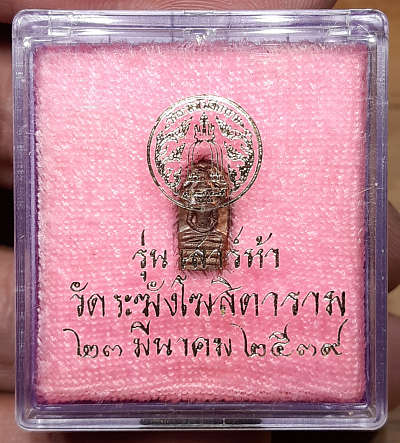 รุ่น เสาร์ห้า
วัดระฆังโฆสิตาราม
๒๓ มีนาคม ๒๕๓๙